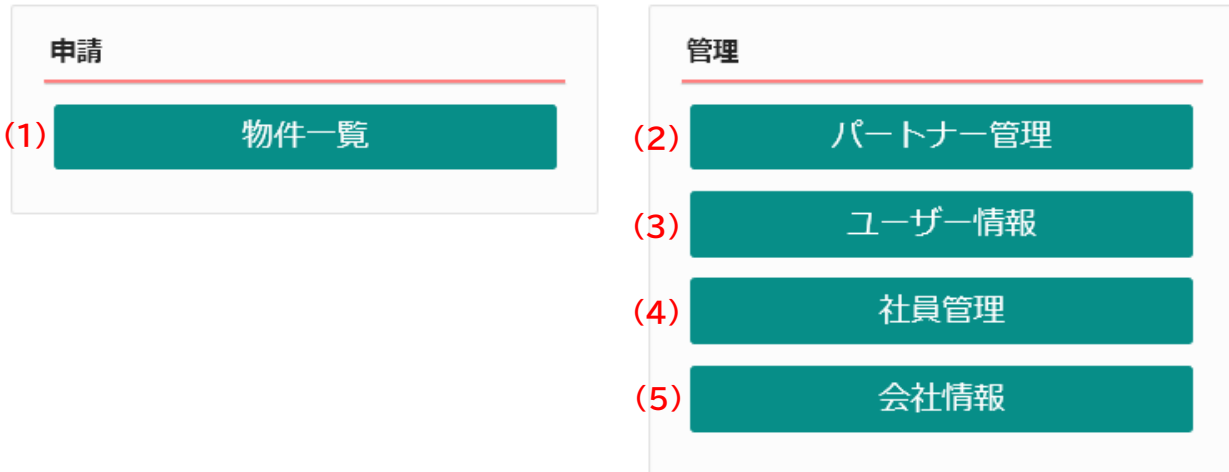 申請
(1) 物件一覧
管理
(2) パートナー管理
(3) ユーザー情報
(4) 社員管理
(5) 会社情報